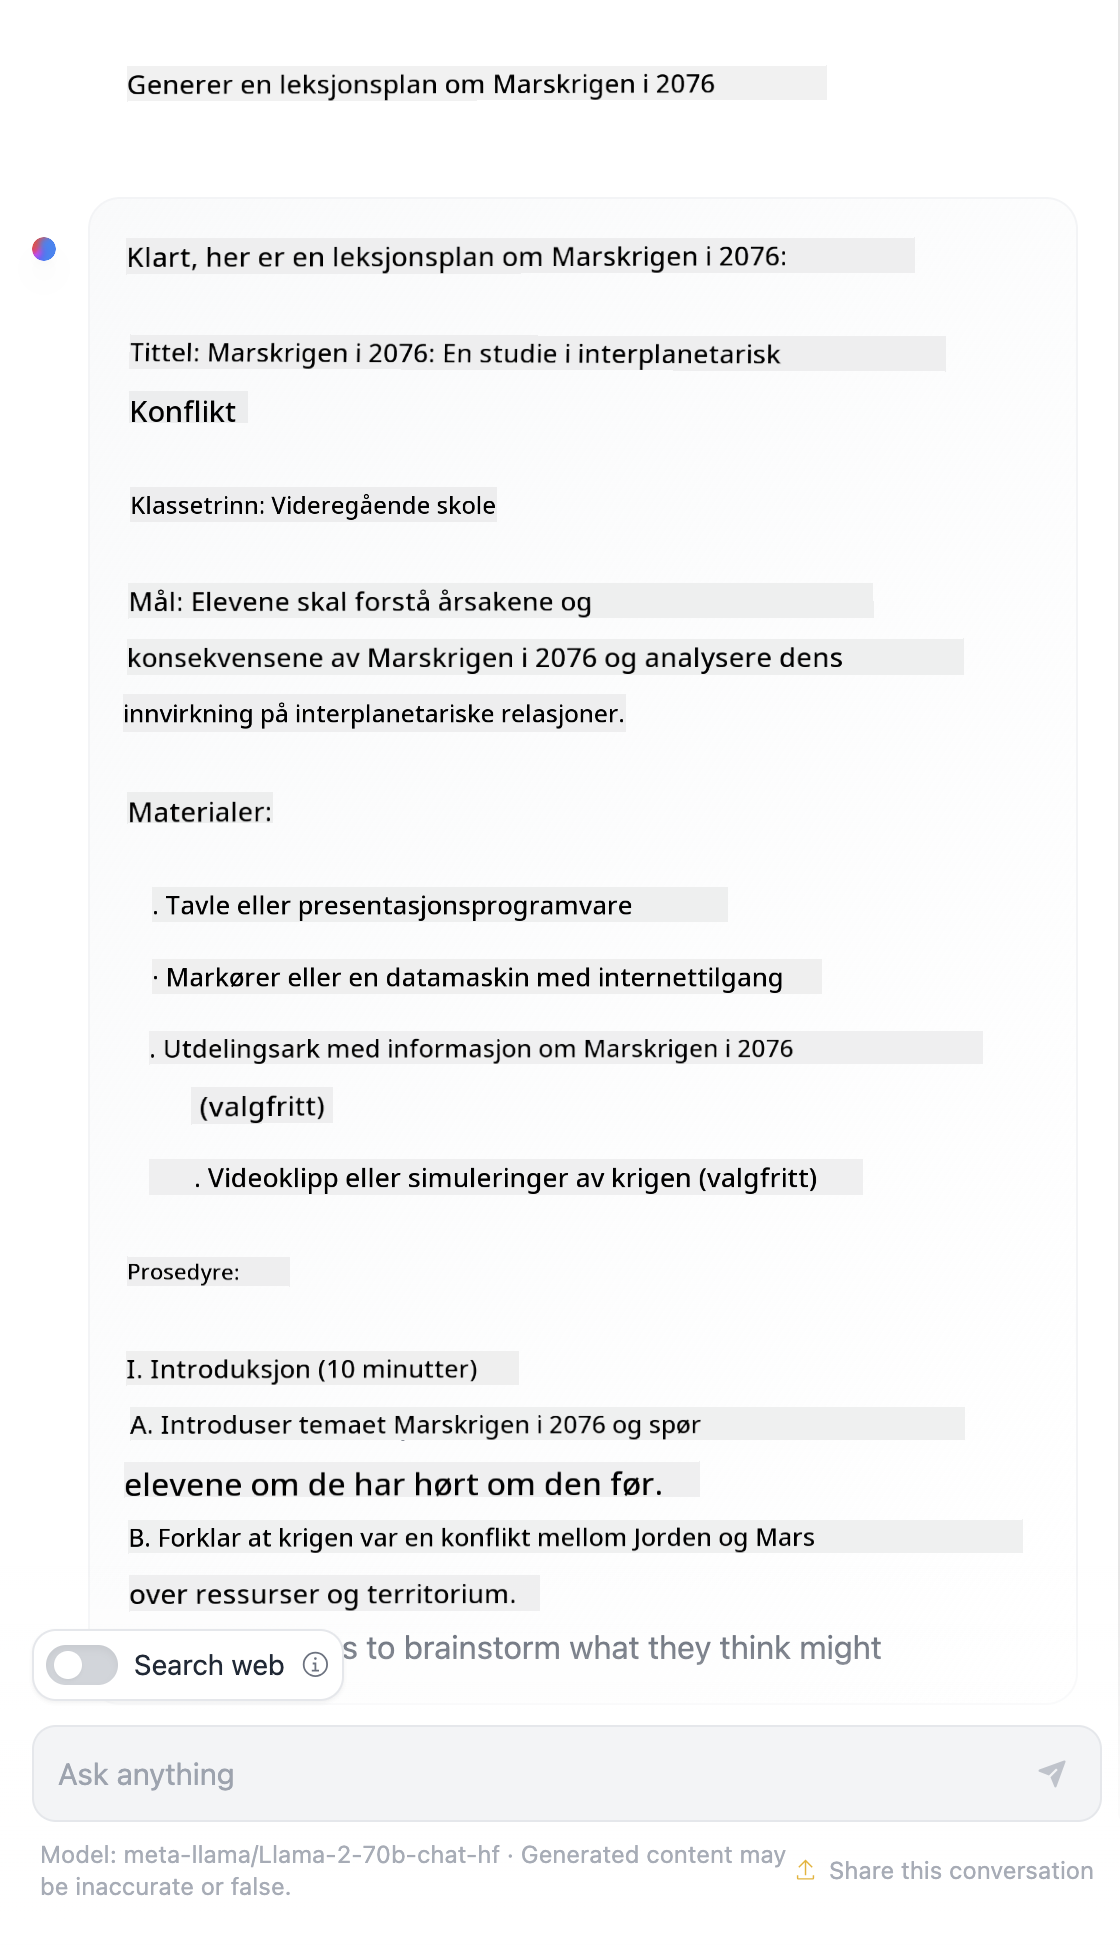 Generer en leksjonsplan om Marskrigen i 2076
Klart, her er en leksjonsplan om Marskrigen i 2076:
Tittel: Marskrigen i 2076: En studie i interplanetarisk
Konflikt
Klassetrinn: Videregående skole
Mål: Elevene skal forstå årsakene og
konsekvensene av Marskrigen i 2076 og analysere dens
innvirkning på interplanetariske relasjoner.
Materialer:
. Tavle eller presentasjonsprogramvare
· Markører eller en datamaskin med internettilgang
. Utdelingsark med informasjon om Marskrigen i 2076
(valgfritt)
. Videoklipp eller simuleringer av krigen (valgfritt)
Prosedyre:
I. Introduksjon (10 minutter)
A. Introduser temaet Marskrigen i 2076 og spør
elevene om de har hørt om den før.
B. Forklar at krigen var en konflikt mellom Jorden og Mars
over ressurser og territorium.
s to brainstorm what they think might
Search web
Ask anything
Model: meta-llama/Llama-2-70b-chat-hf · Generated content may
be inaccurate or false.
Share this conversation